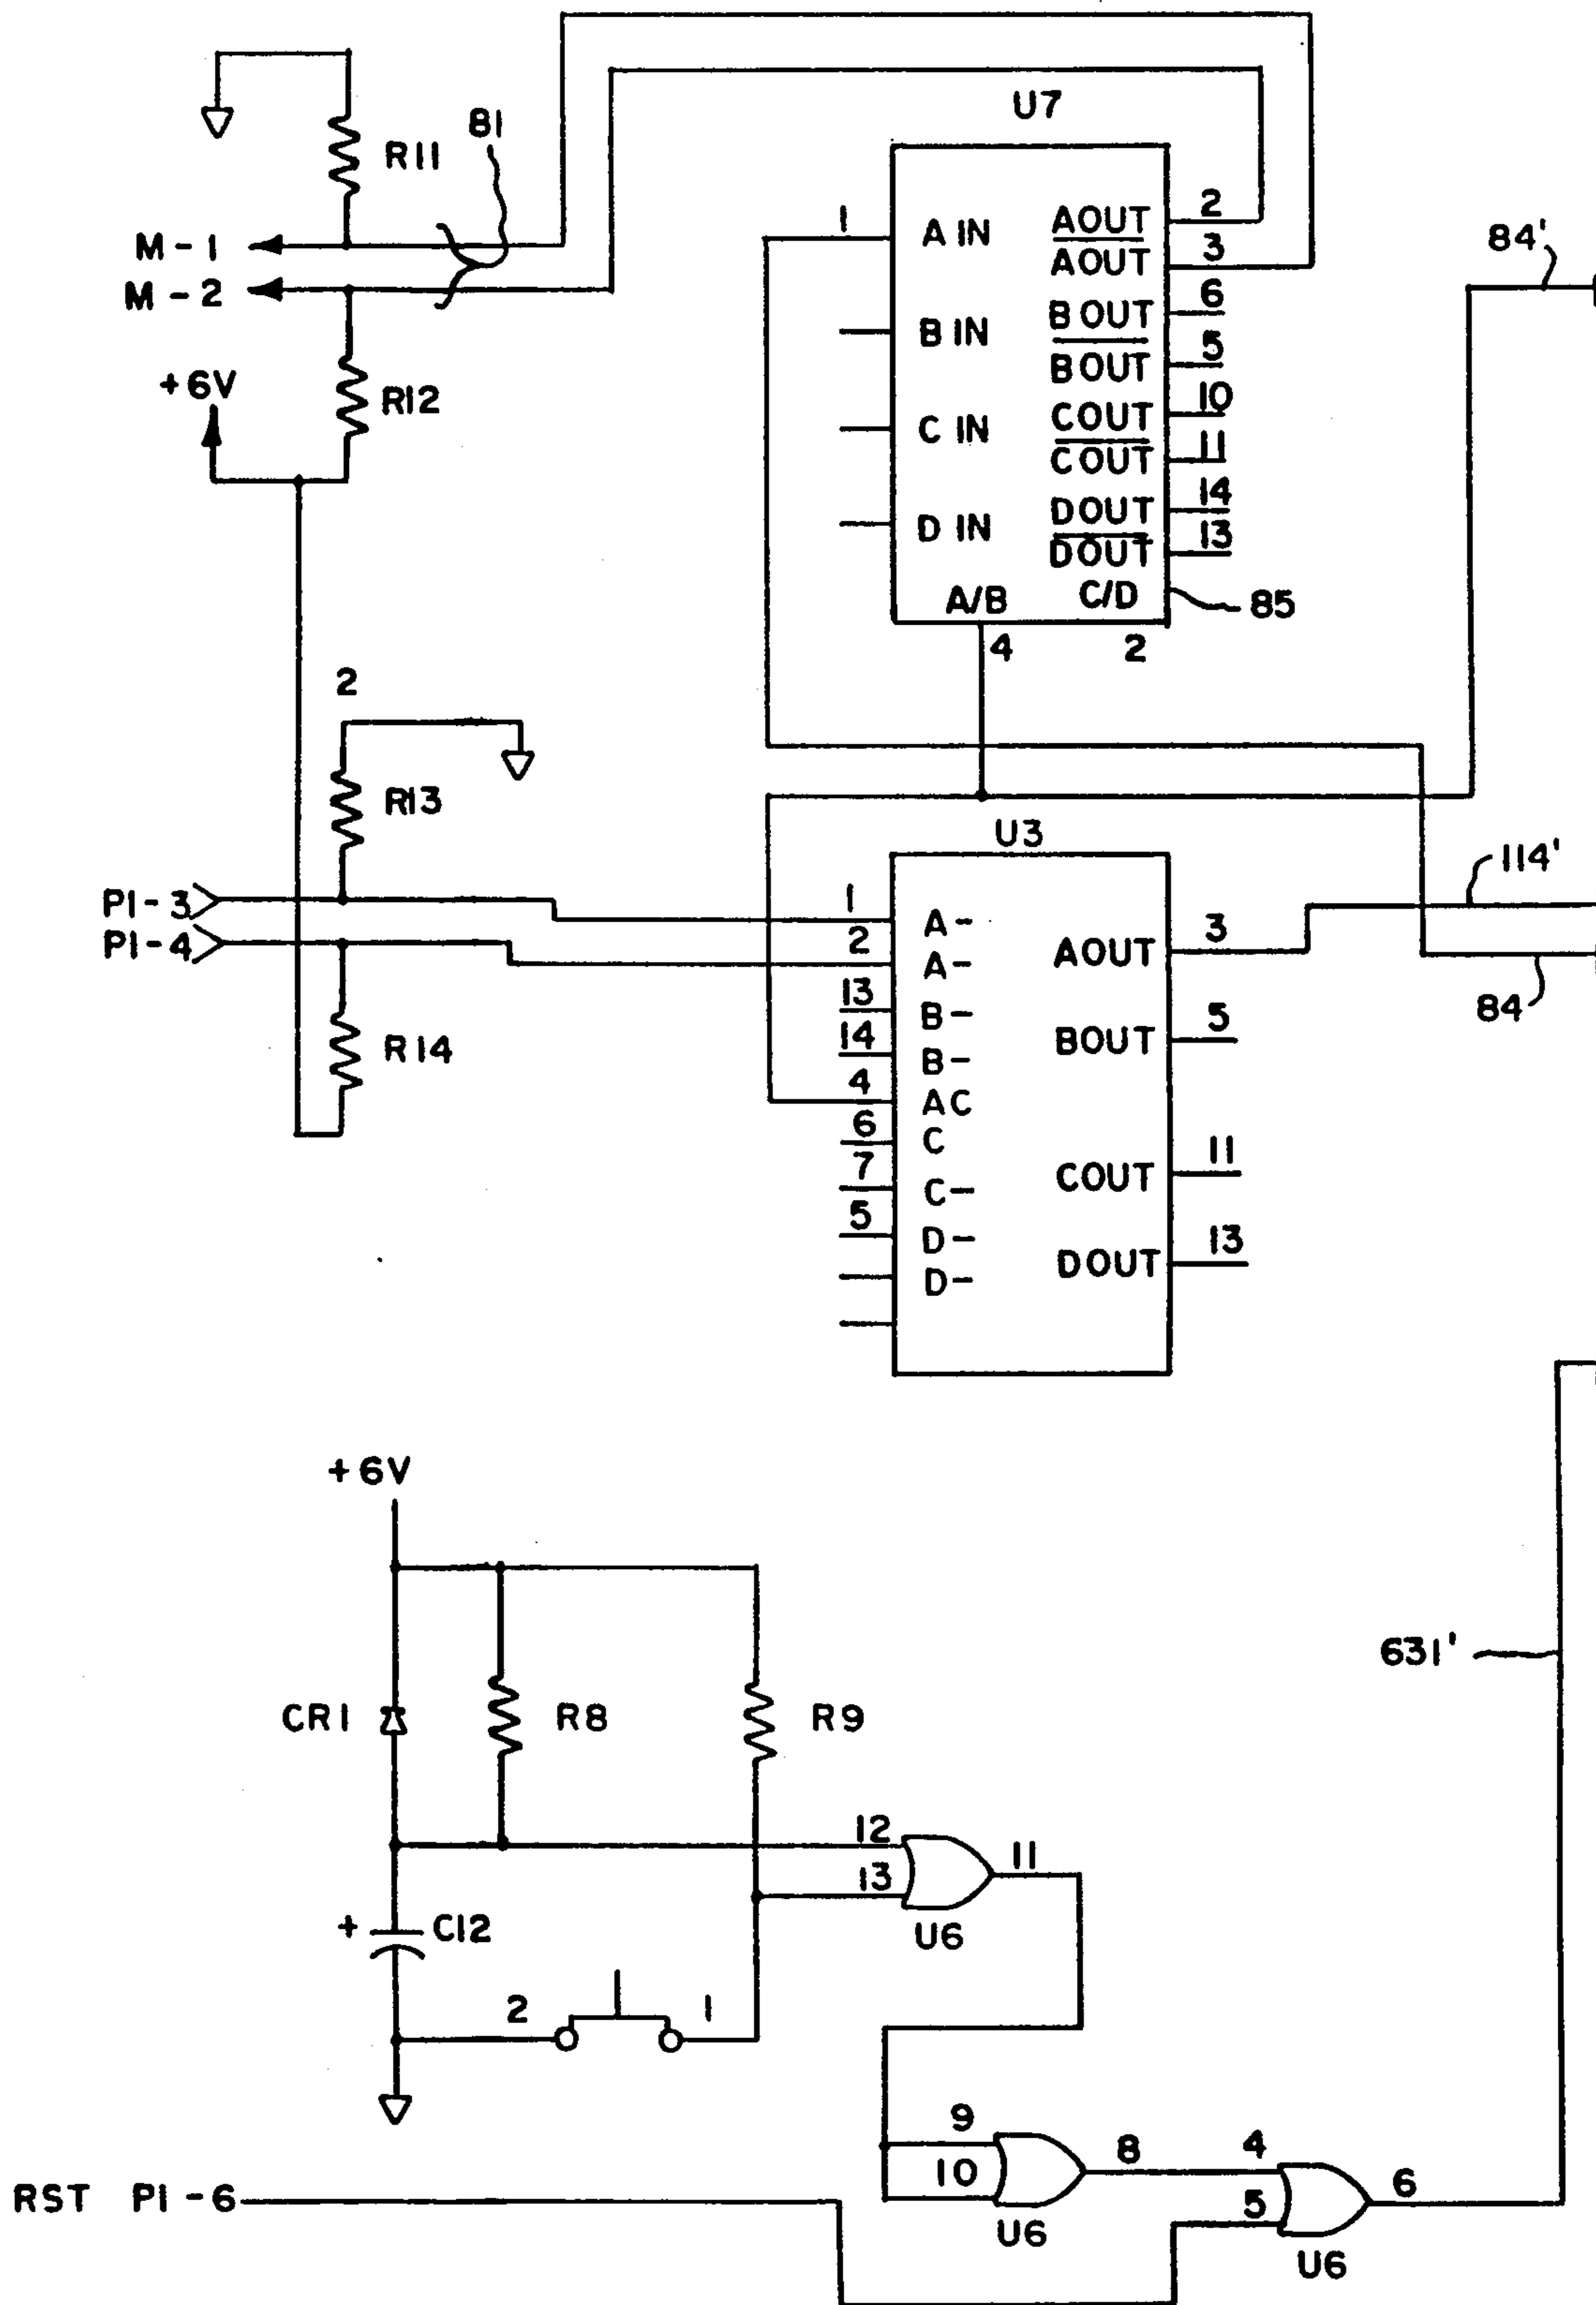 U7
81
R11
M-1
M-2
+6V
R12
1
A IN
B IN
C IN
D IN
AOUT
AOUT
BOUT
BOUT
COUT
COUT
DOUT
DOUT
2
3
6
5
10
11
14
13
A/B
C/D
85
4
2
84'
2
R13
P1-3
P1-4
R14
U3
1
2
13
14
4
6
7
5
A-
A-
B-
B-
AC
C
C-
D-
D-
AOUT
BOUT
COUT
DOUT
3
5
11
13
114'
84
+6V
CR1
R8
R9
631'
12
13
11
U6
+
C12
2
1
9
10
8
U6
4
5
6
U6
RST P1-6